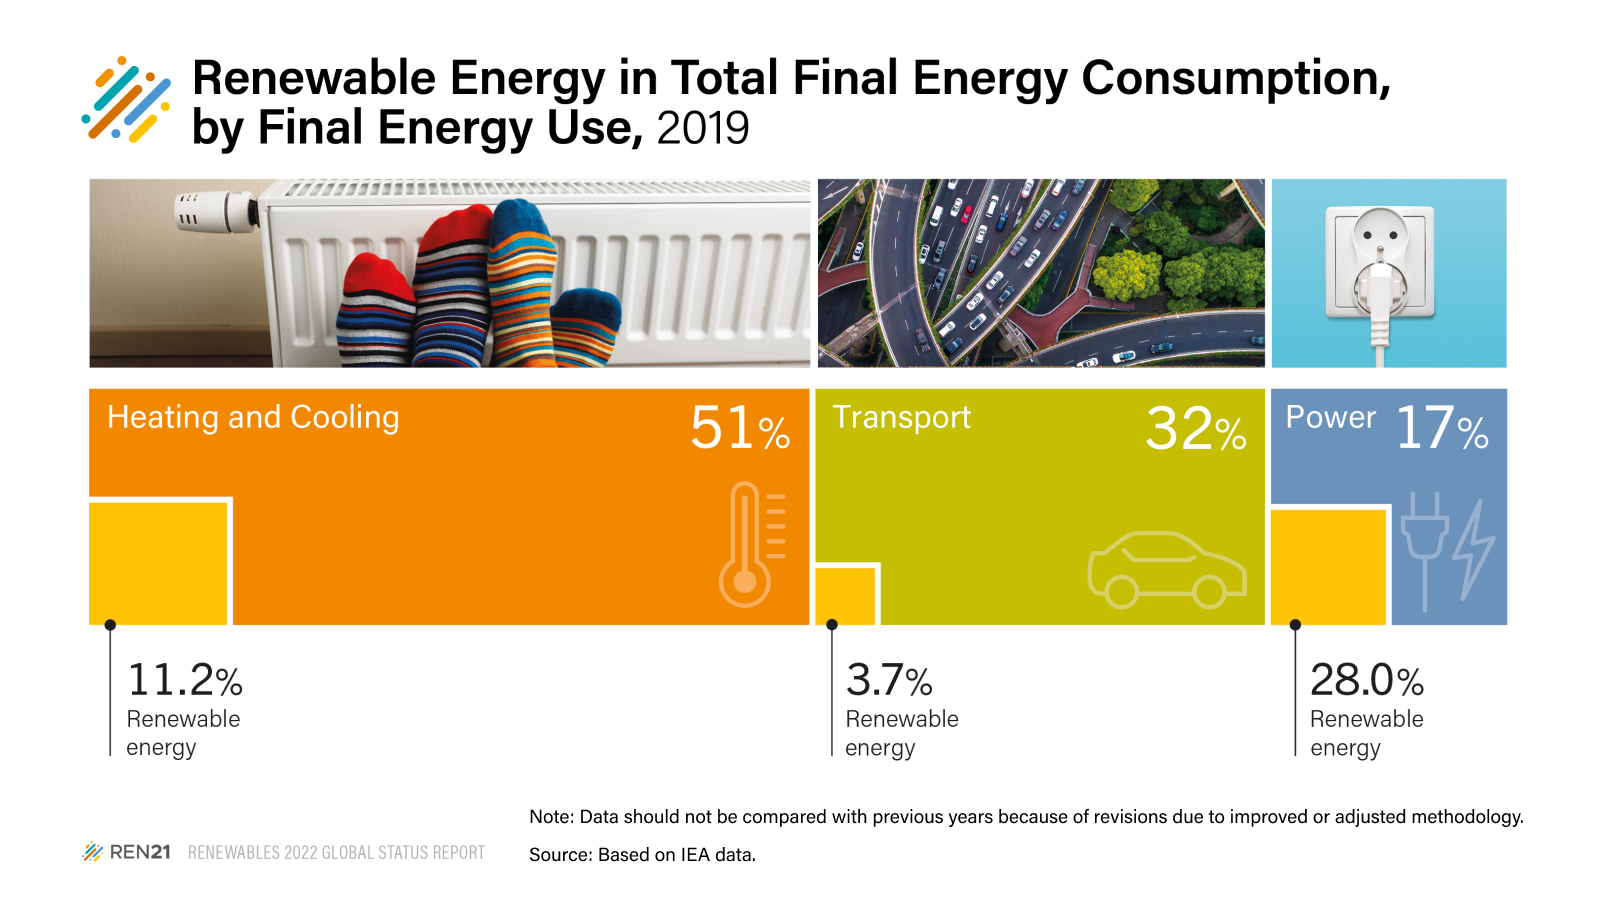 Renewable Energy in Total Final Energy Consumption,
by Final Energy Use, 2019
Heating and Cooling 51%
Transport 32%
Power 17%
11.2%
Renewable
energy
3.7%
Renewable
energy
28.0%
Renewable
energy
Note: Data should not be compared with previous years because of revisions due to improved or adjusted methodology.
REN21 RENEWABLES 2022 GLOBAL STATUS REPORT
Source: Based on IEA data.